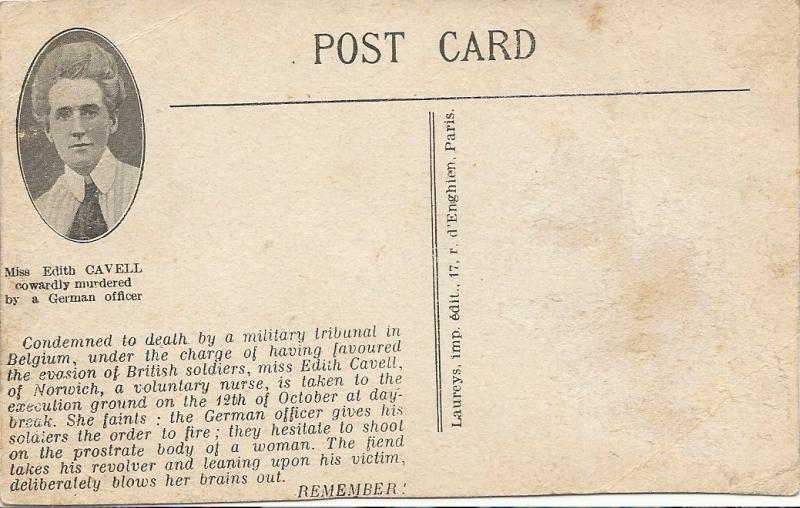 POST CARD
Miss Edith CAVELL
cowardly murdered
by a German officer
Condemned to death by a military tribunal in
Belgium, under the charge of having favoured
the evasion of British soldiers, miss Edith Cavell,
of Norwich, a voluntary nurse, is taken to the
execution ground on the 12th of October at day-
break. She faints : the German officer gives his
soldiers the order to fire ; they hesitate to shoot
on the prostrate body of a woman. The fiend
takes his revolver and leaning upon his victim,
deliberately blows her brains out.
REMEMBER !
Laureys, imp. édit., 17, r. d'Enghien, Paris.